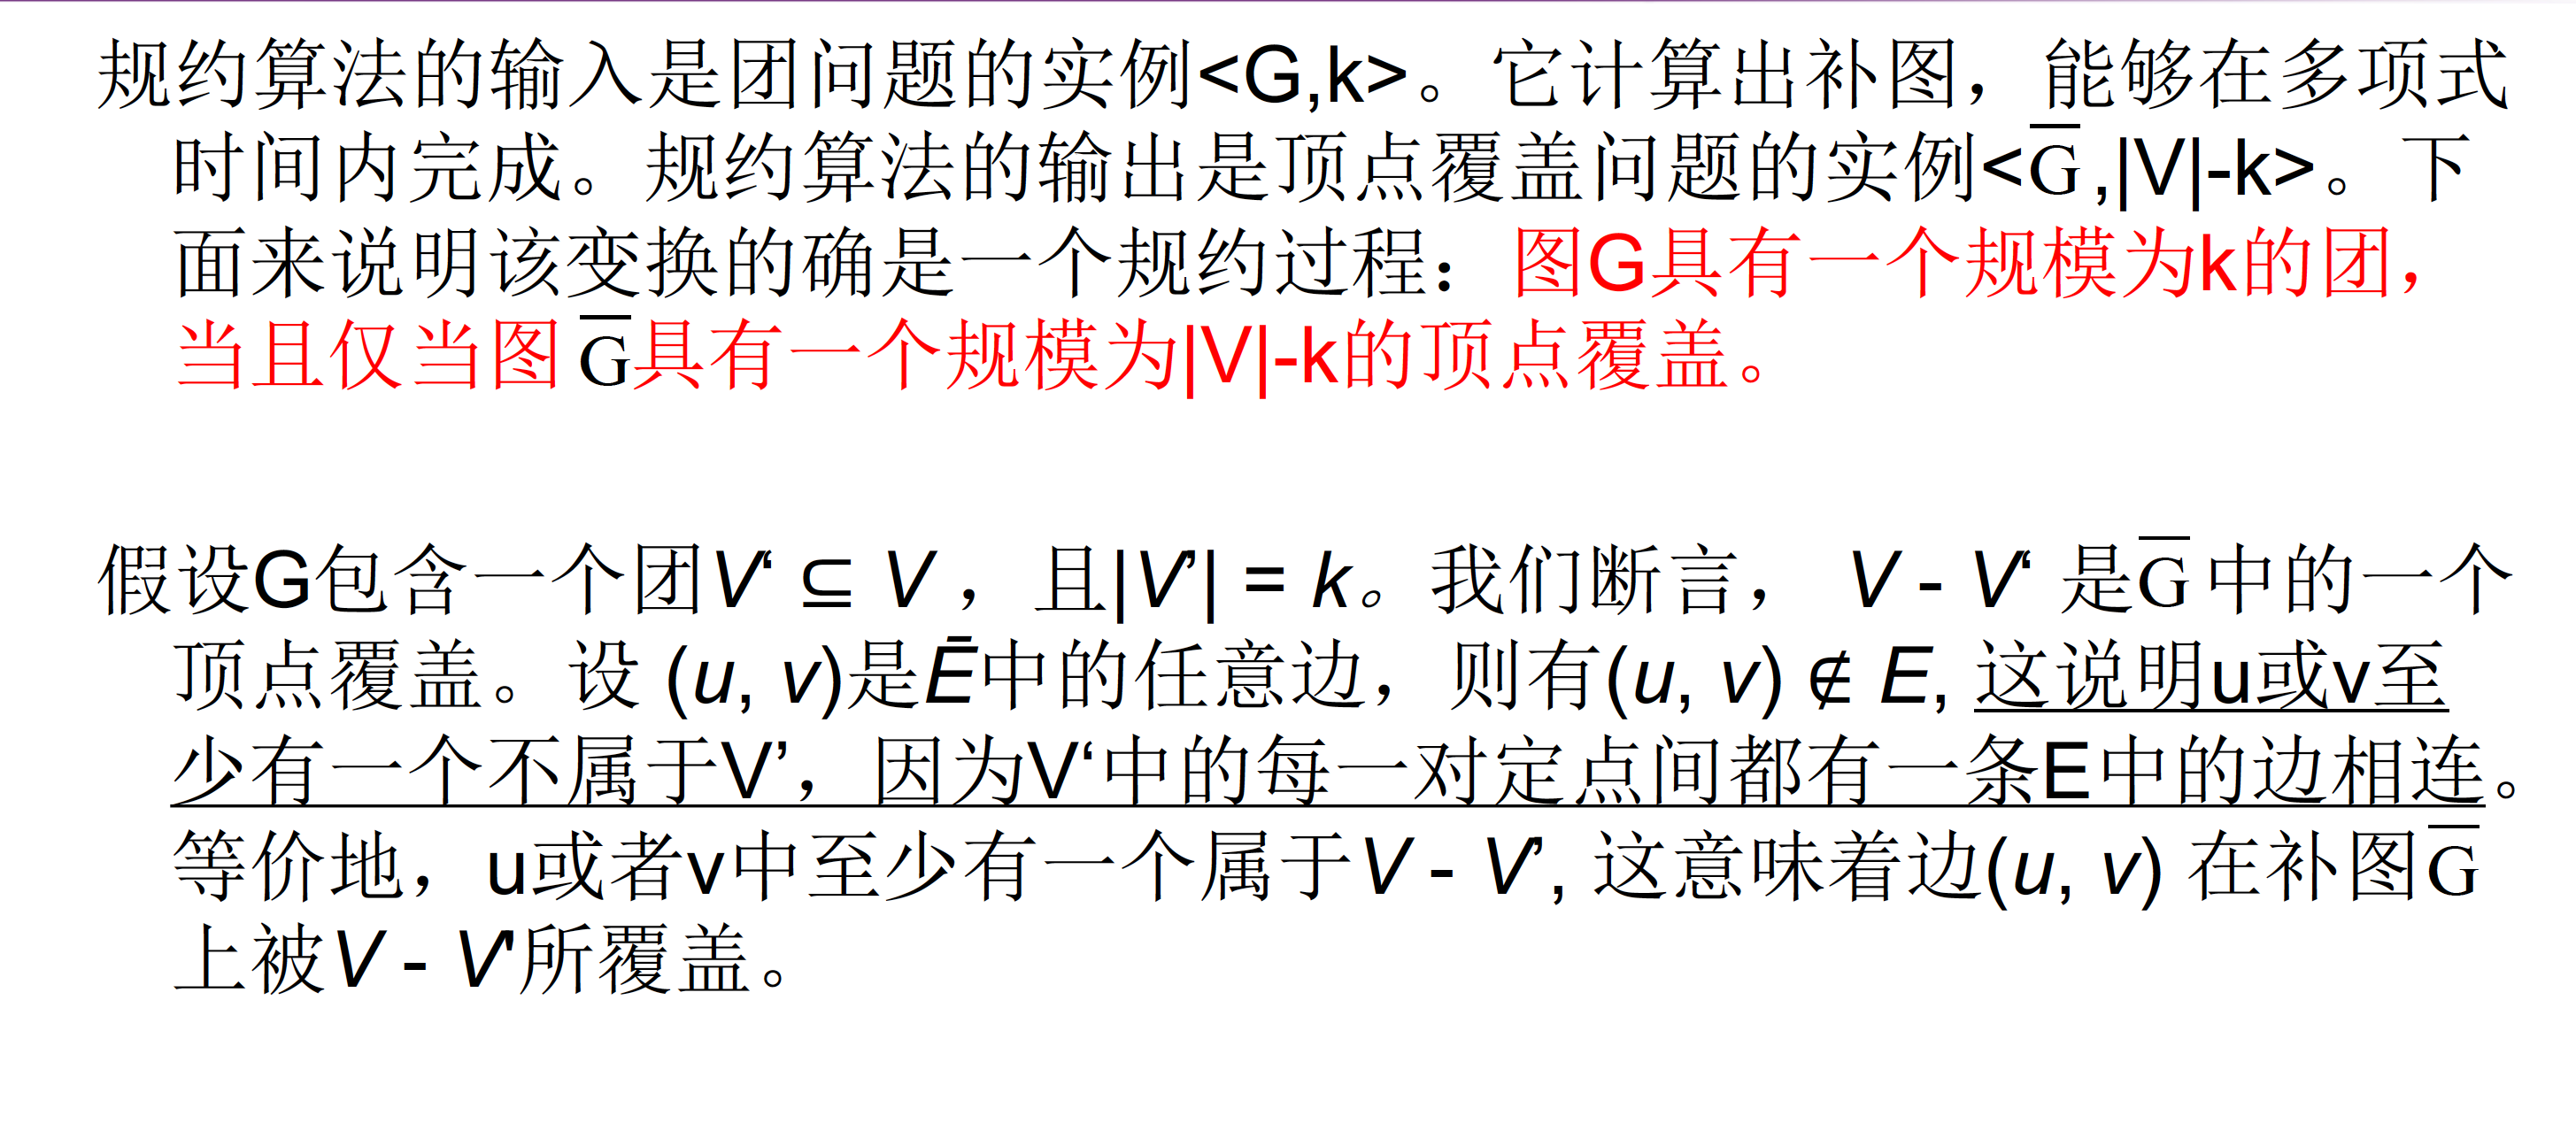 规约算法的输入是团问题的实例<G,k>。它计算出补图，能够在多项式
时间内完成。规约算法的输出是顶点覆盖问题的实例<G̅,|V|-k>。下
面来说明该变换的确是一个规约过程：图G具有一个规模为k的团，
当且仅当图G̅具有一个规模为|V|-k的顶点覆盖。
假设G包含一个团V‘ ⊆ V，且|V’| = k。我们断言， V - V‘ 是G̅中的一个
顶点覆盖。设 (u, v)是Ē中的任意边，则有(u, v) ∉ E, 这说明u或v至
少有一个不属于V’，因为V‘中的每一对定点间都有一条E中的边相连。
等价地，u或者v中至少有一个属于V - V’, 这意味着边(u, v) 在补图G̅
上被V - V'所覆盖。